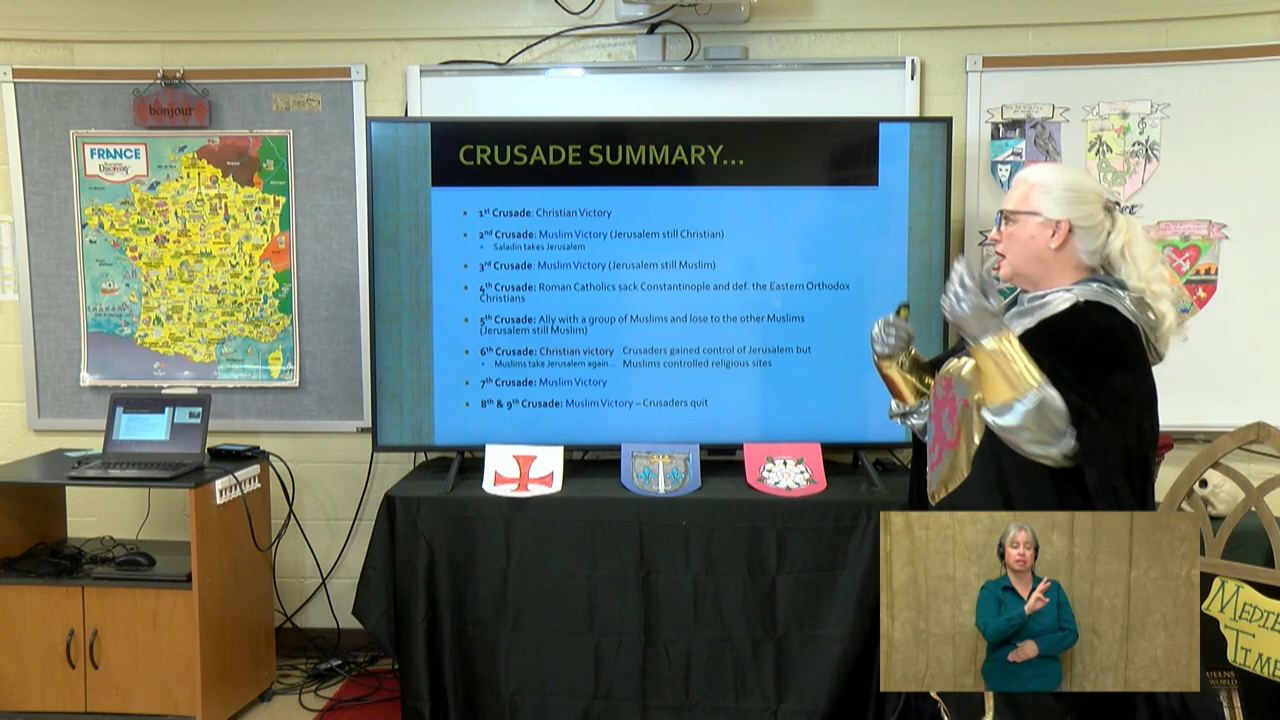 bonjour
FRANCE
CRUSADE SUMMARY...
1st Crusade: Christian Victory
2nd Crusade: Muslim Victory (Jerusalem still Christian)
Saladin takes Jerusalem
3rd Crusade: Muslim Victory (Jerusalem still Muslim)
4th Crusade: Roman Catholics sack Constantinople and def. the Eastern Orthodox
Christians
5th Crusade: Ally with a group of Muslims and lose to the other Muslims
(Jerusalem still Muslim)
6th Crusade: Christian victory Crusaders gained control of Jerusalem but
Muslims take Jerusalem again... Muslims controlled religious sites
7th Crusade: Muslim Victory
8th & 9th Crusade: Muslim Victory – Crusaders quit
MEDIE
TIME